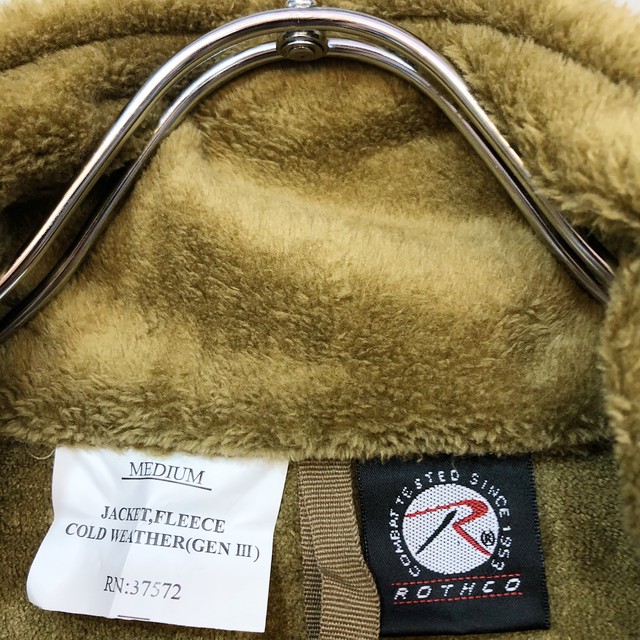 MEDIUM
JACKET,FLEECE
COLD WEATHER(GEN III)
RN:37572
COMBAT TESTED SINCE 1953
R®
ROTHCO